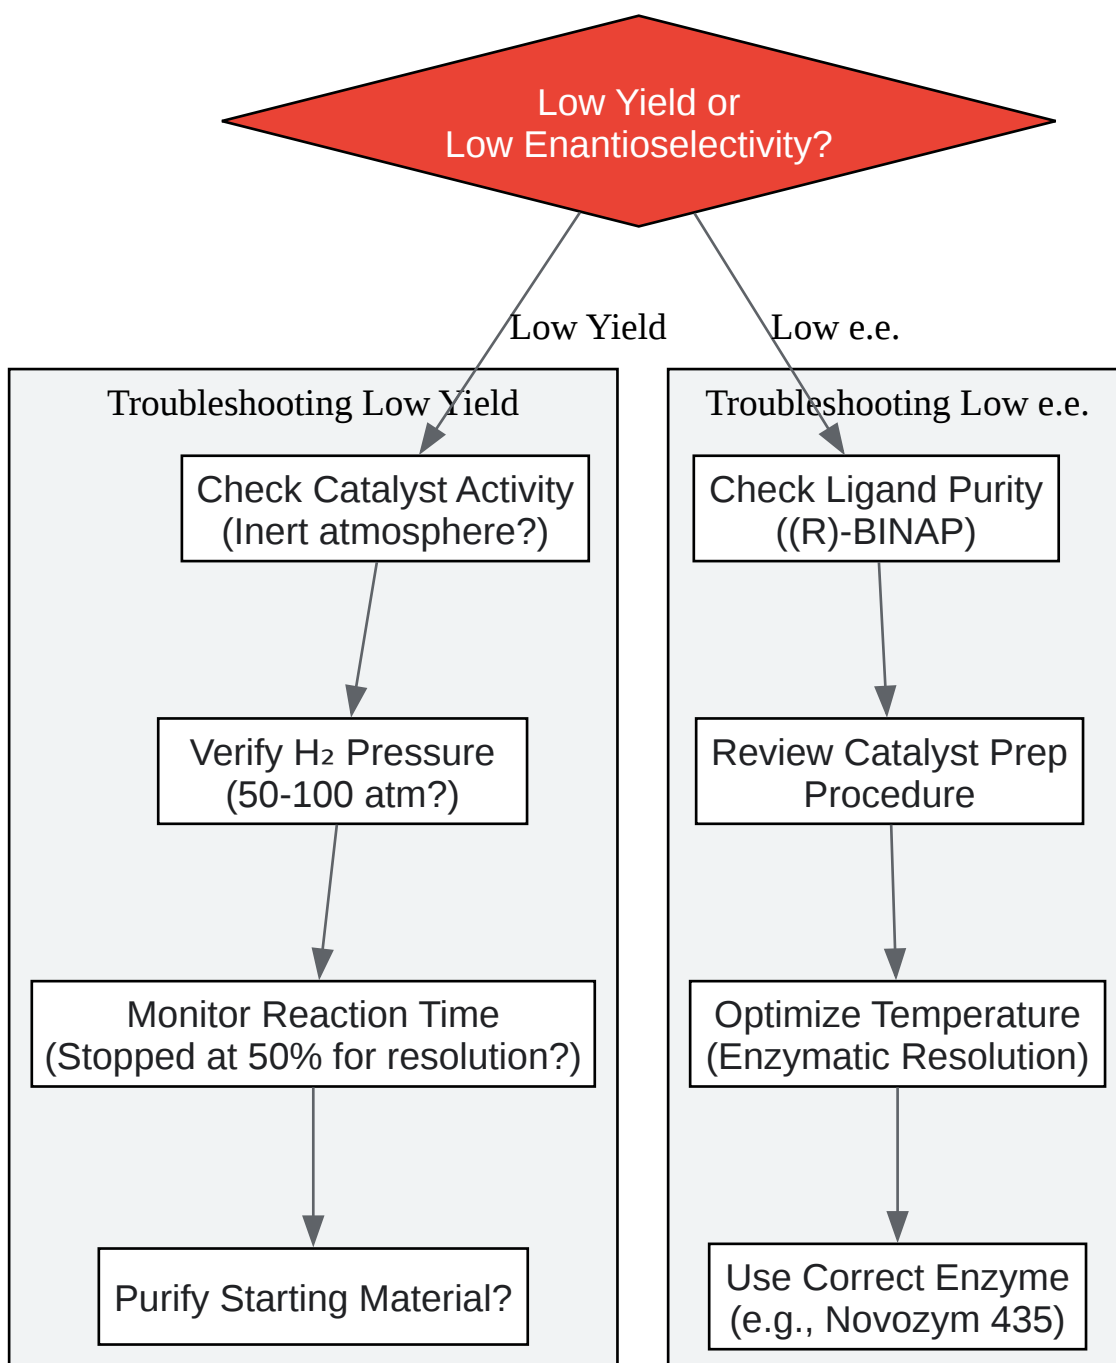 Low Yield or
Low Enantioselectivity?
Low Yield
Low e.e.
Troubleshooting Low Yield
Check Catalyst Activity
(Inert atmosphere?)
Verify H₂ Pressure
(50-100 atm?)
Monitor Reaction Time
(Stopped at 50% for resolution?)
Purify Starting Material?
Troubleshooting Low e.e.
Check Ligand Purity
((R)-BINAP)
Review Catalyst Prep
Procedure
Optimize Temperature
(Enzymatic Resolution)
Use Correct Enzyme
(e.g., Novozym 435)